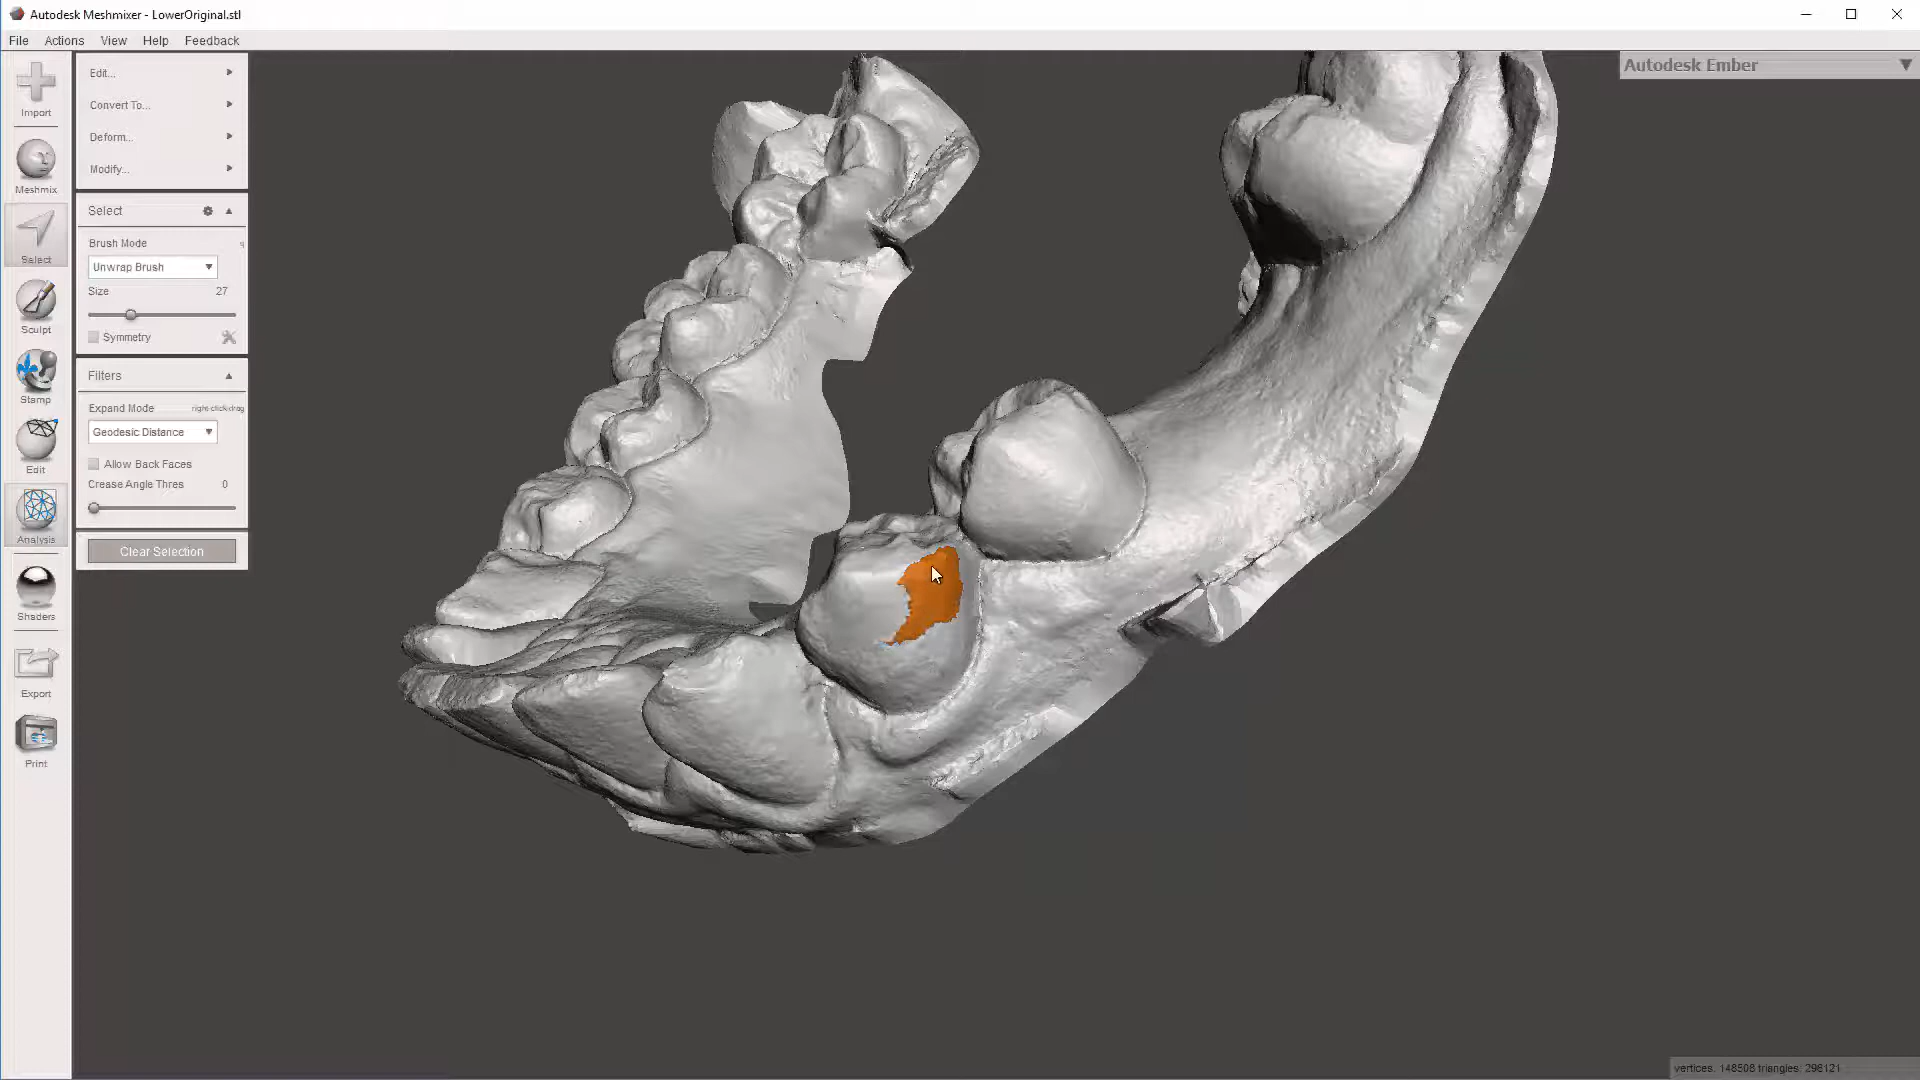 Autodesk Meshmixer - LowerOriginal.stl
File Actions View Help Feedback
Import
Meshmix
Select
Sculpt
Stamp
Edit
Analysis
Shaders
Export
Print
Edit...
Convert To...
Deform...
Modify...
Select
Brush Mode
Unwrap Brush
Size 27
Symmetry
Filters
Expand Mode right-click-drag
Geodesic Distance
Allow Back Faces
Crease Angle Thres 0
Clear Selection
Autodesk Ember
vertices: 148508 triangles: 296121